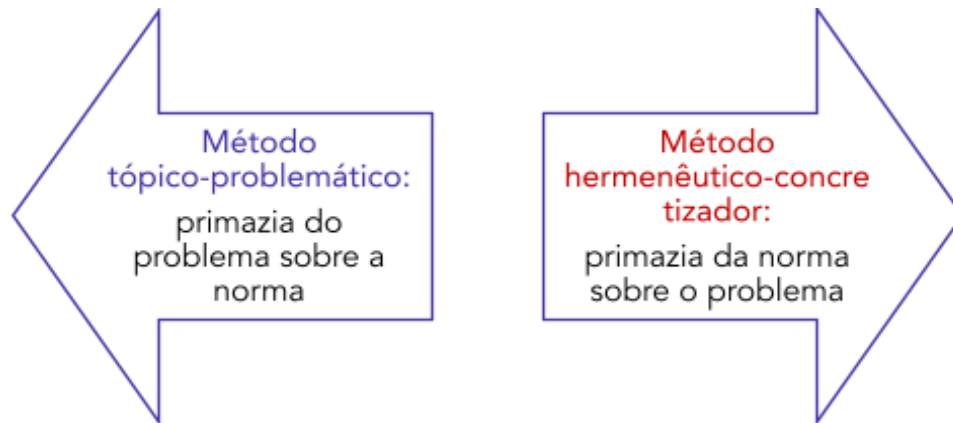 Método
tópico-problemático:
primazia do
problema sobre a
norma
Método
hermenêutico-concre
tizador:
primazia da norma
sobre o problema